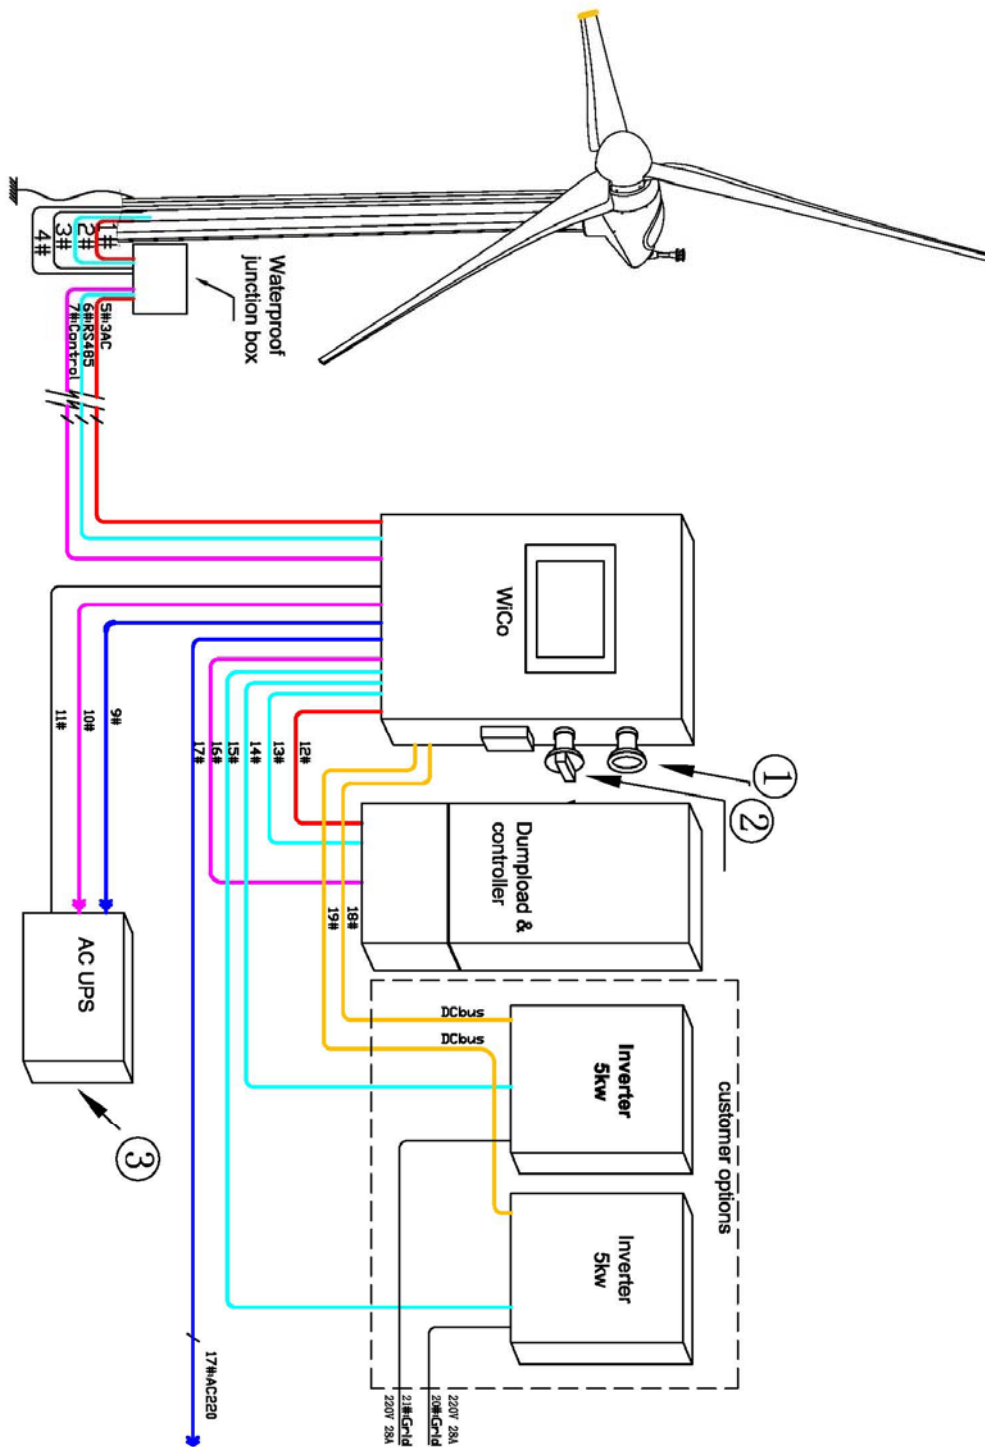 1#
2#
3#
4#
Waterproof
junction box
5#:3AC
6#:RS485
7#:Control
WiCo
①
②
9#
10#
11#
12#
13#
14#
15#
16#
17#
18#
19#
Dumpload &
controller
AC UPS
③
DCbus
DCbus
Inverter
5kw
Inverter
5kw
customer options
17#:AC220
220V 28A
20#:Grid
21#:Grid
220V 28A